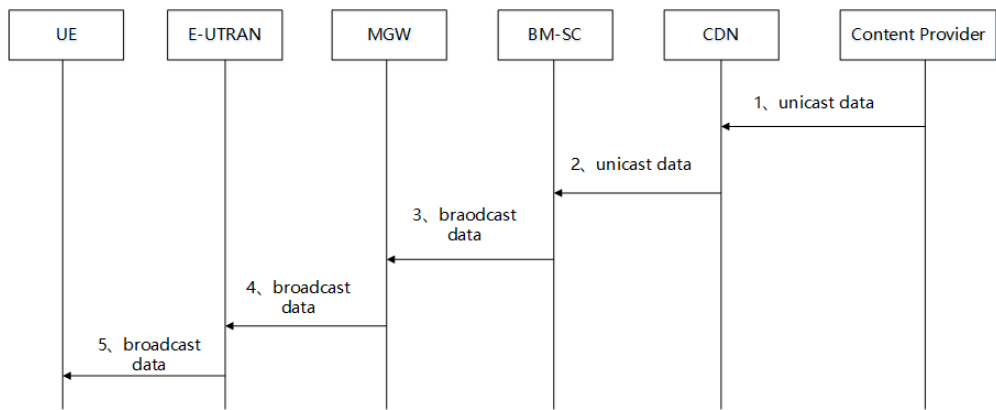 UE
E-UTRAN
MGW
BM-SC
CDN
Content Provider
1、unicast data
2、unicast data
3、braodcast
data
4、broadcast
data
5、broadcast
data